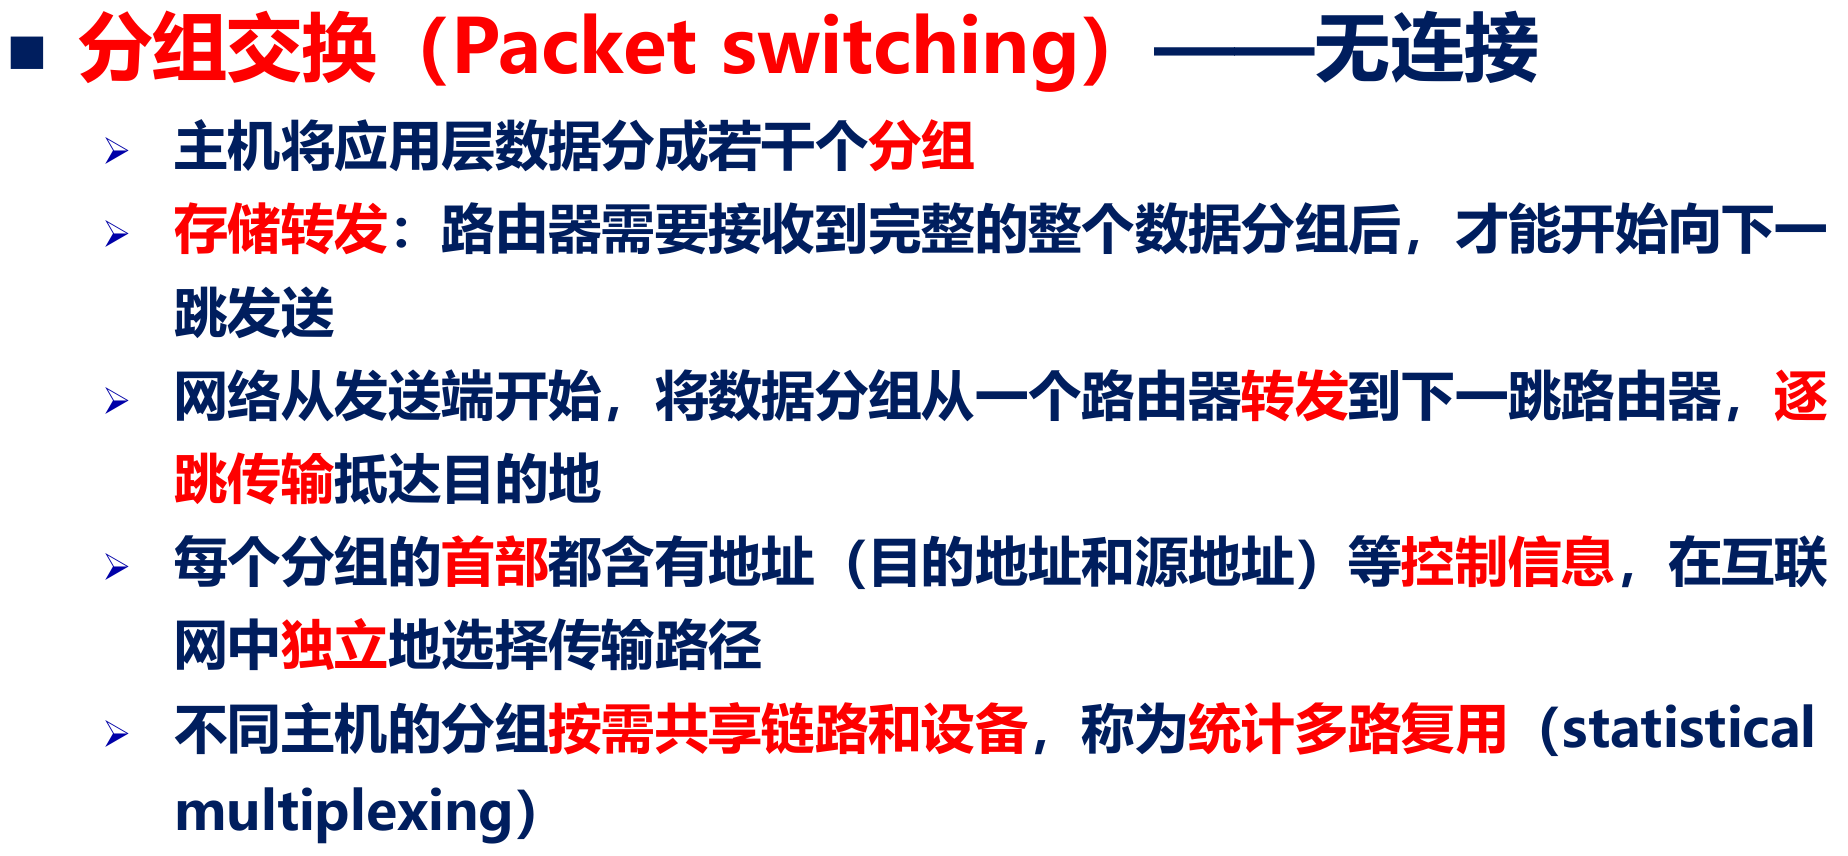 ■ 分组交换（Packet switching）——无连接
➢ 主机将应用层数据分成若干个分组
➢ 存储转发：路由器需要接收到完整的整个数据分组后，才能开始向下一
跳发送
➢ 网络从发送端开始，将数据分组从一个路由器转发到下一跳路由器，逐
跳传输抵达目的地
➢ 每个分组的首部都含有地址（目的地址和源地址）等控制信息，在互联
网中独立地选择传输路径
➢ 不同主机的分组按需共享链路和设备，称为统计多路复用（statistical
multiplexing）